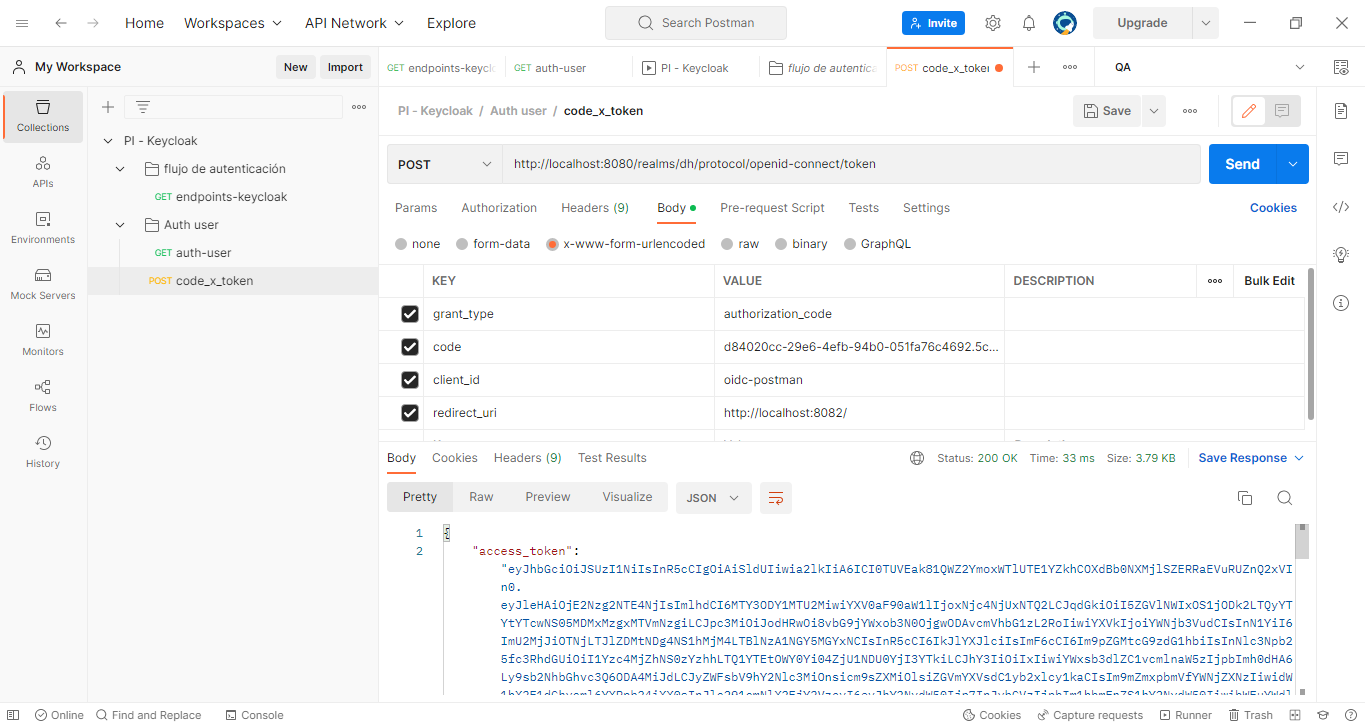 Home Workspaces API Network Explore Search Postman Invite Upgrade
My Workspace New Import GET endpoints-keyclo GET auth-user PI - Keycloak flujo de autentica POST code_x_token QA
Collections
APIs
Environments
Mock Servers
Monitors
Flows
History
PI - Keycloak
flujo de autenticación
GET endpoints-keycloak
Auth user
GET auth-user
POST code_x_token
PI - Keycloak / Auth user / code_x_token Save
POST http://localhost:8080/realms/dh/protocol/openid-connect/token Send
Params Authorization Headers (9) Body Pre-request Script Tests Settings Cookies
none form-data x-www-form-urlencoded raw binary GraphQL
KEY VALUE DESCRIPTION Bulk Edit
grant_type authorization_code
code d84020cc-29e6-4efb-94b0-051fa76c4692.5c...
client_id oidc-postman
redirect_uri http://localhost:8082/
Body Cookies Headers (9) Test Results Status: 200 OK Time: 33 ms Size: 3.79 KB Save Response
Pretty Raw Preview Visualize JSON
1 {
2 "access_token":
Online Find and Replace Console Cookies Capture requests Runner Trash